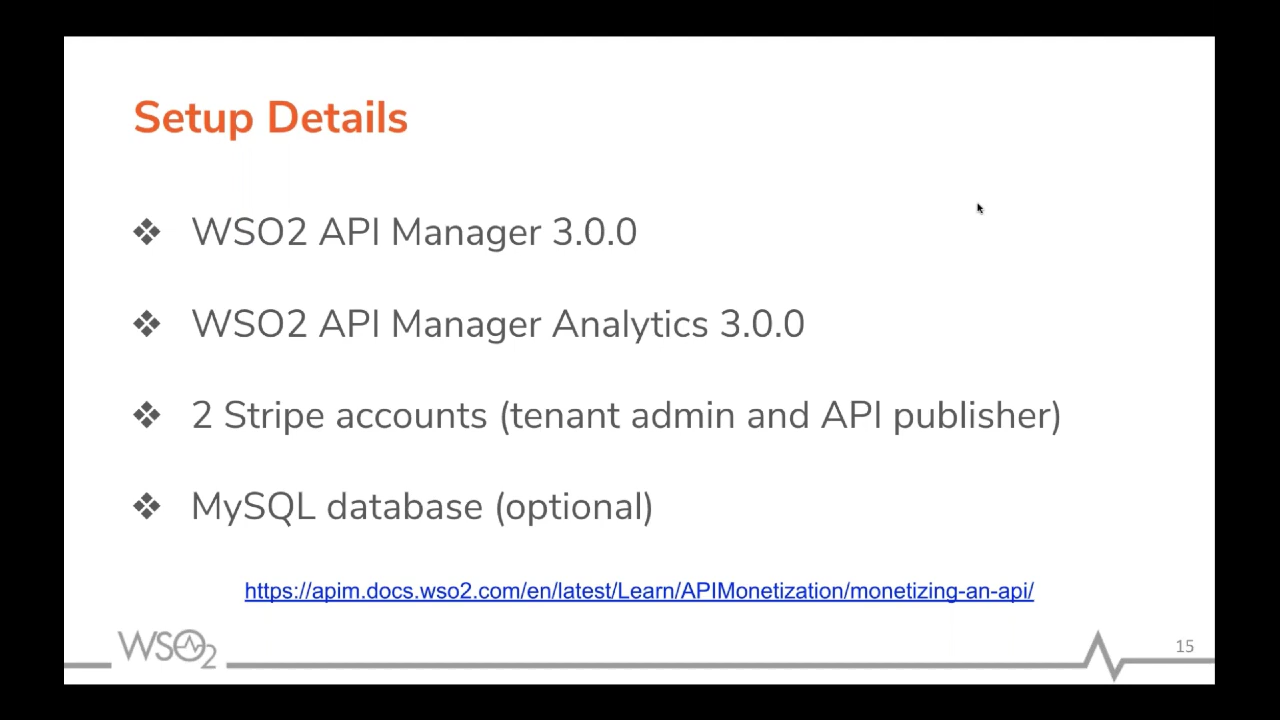 Setup Details
❖ WSO2 API Manager 3.0.0
❖ WSO2 API Manager Analytics 3.0.0
❖ 2 Stripe accounts (tenant admin and API publisher)
❖ MySQL database (optional)
https://apim.docs.wso2.com/en/latest/Learn/APIMonetization/monetizing-an-api/
WSO2
15